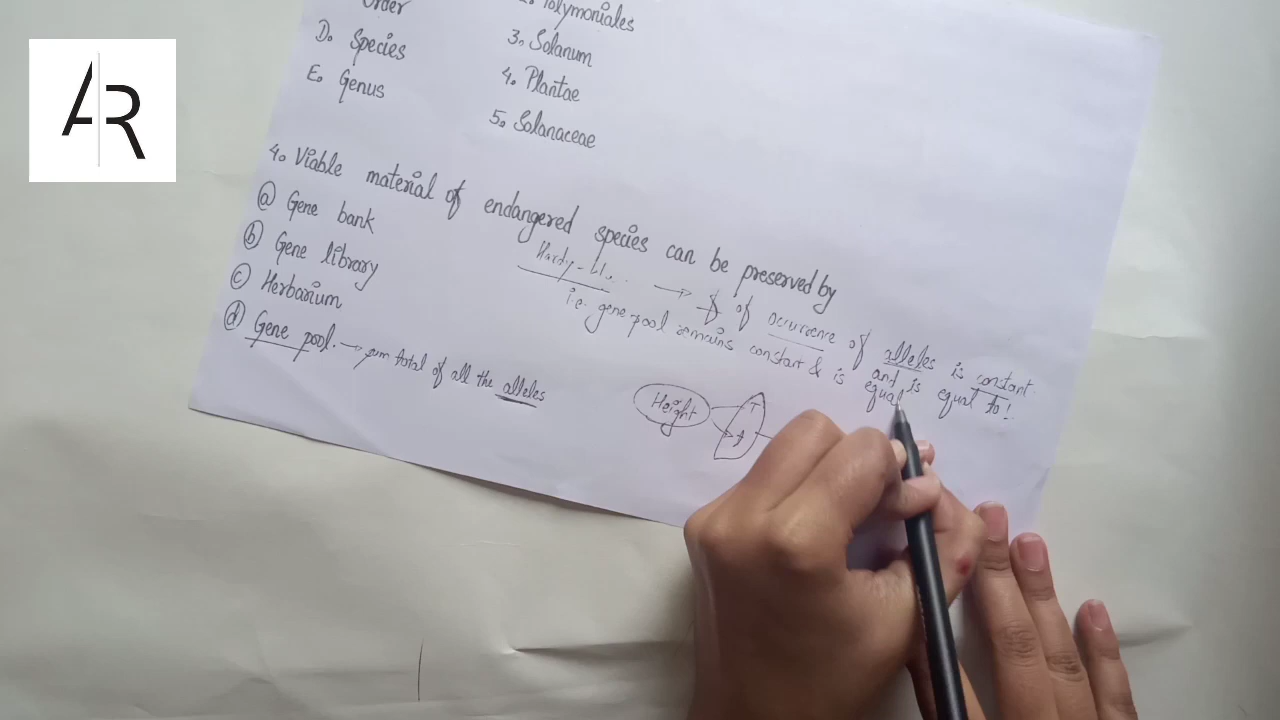 AR
Order
D. Species
E. Genus
2. Polymoniales
3. Solanum
4. Plantae
5. Solanaceae
4. Viable material of endangered species can be preserved by
(a) Gene bank
(b) Gene library
(c) Herbarium
(d) Gene pool. → sum total of all the alleles
Hardy - → of occurrence of alleles is constant
i.e. gene pool remains constant & is equal
and is equal to 1.
Height
T
t